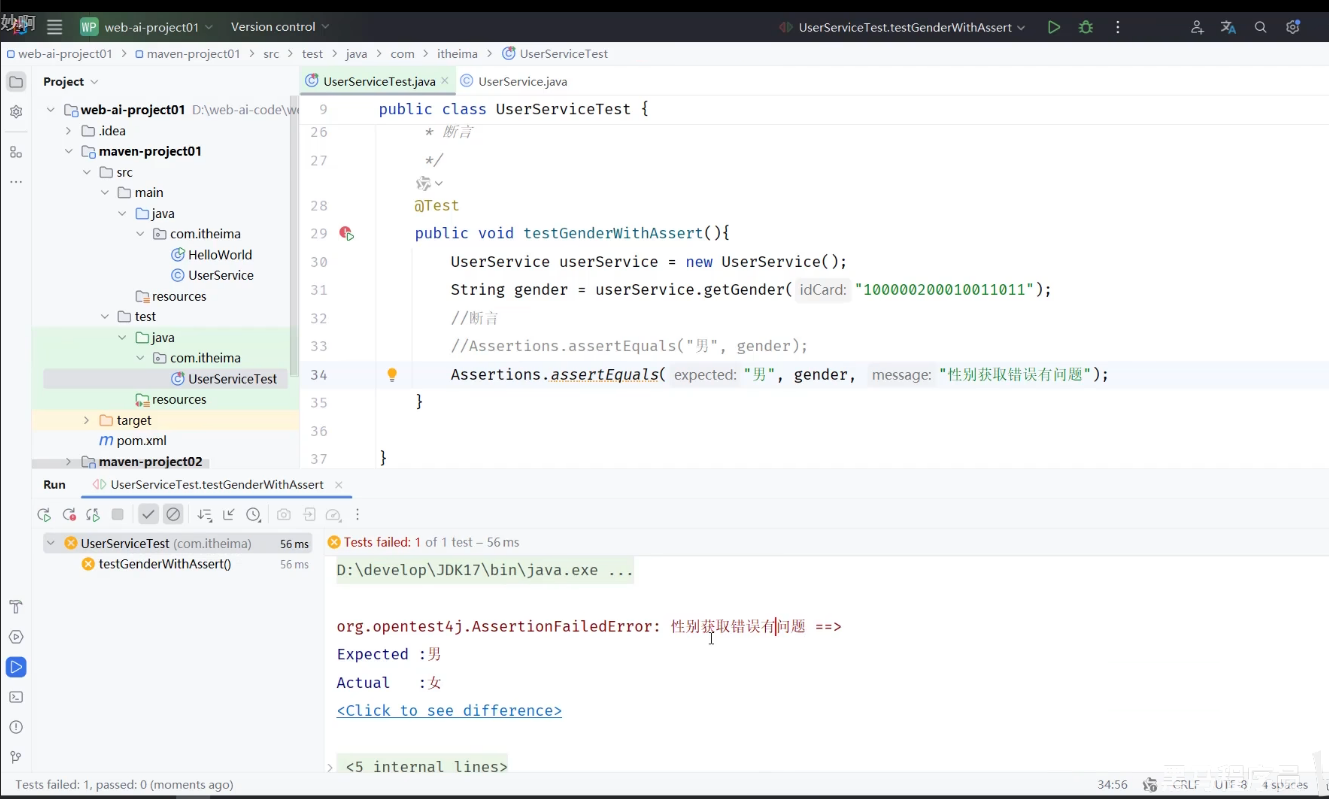 妙啊
WP web-ai-project01 Version control UserServiceTest.testGenderWithAssert
web-ai-project01 > maven-project01 > src > test > java > com > itheima > UserServiceTest
Project
UserServiceTest.java UserService.java
web-ai-project01 D:\web-ai-code\we
.idea
maven-project01
src
main
java
com.itheima
HelloWorld
UserService
resources
test
java
com.itheima
UserServiceTest
resources
target
pom.xml
maven-project02
9 public class UserServiceTest {
26 * 断言
27 */
28 @Test
29 public void testGenderWithAssert(){
30 UserService userService = new UserService();
31 String gender = userService.getGender( idCard: "100000200010011011");
32 //断言
33 //Assertions.assertEquals("男", gender);
34 Assertions.assertEquals( expected: "男", gender, message: "性别获取错误有问题");
35 }
36
37 }
Run UserServiceTest.testGenderWithAssert
UserServiceTest (com.itheima) 56 ms
testGenderWithAssert() 56 ms
Tests failed: 1 of 1 test – 56 ms
D:\develop\JDK17\bin\java.exe ...
org.opentest4j.AssertionFailedError: 性别获取错误有问题 ==>
Expected :男
Actual :女
<Click to see difference>
<5 internal lines>
Tests failed: 1, passed: 0 (moments ago) 34:56 CRLF UTF-8 4 spaces